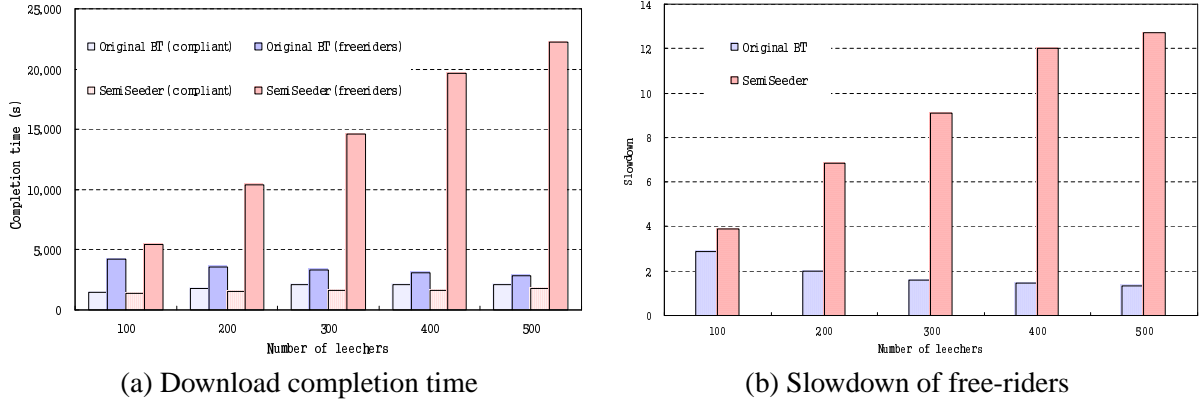 25,000
20,000
15,000
10,000
5,000
0
Completion time (s)
Original BT (compliant)
Original BT (freeriders)
SemiSeeder (compliant)
SemiSeeder (freeriders)
100 200 300 400 500
Number of leechers
(a) Download completion time
14
12
10
8
6
4
2
0
Slowdown
Original BT
SemiSeeder
100 200 300 400 500
Number of leechers
(b) Slowdown of free-riders